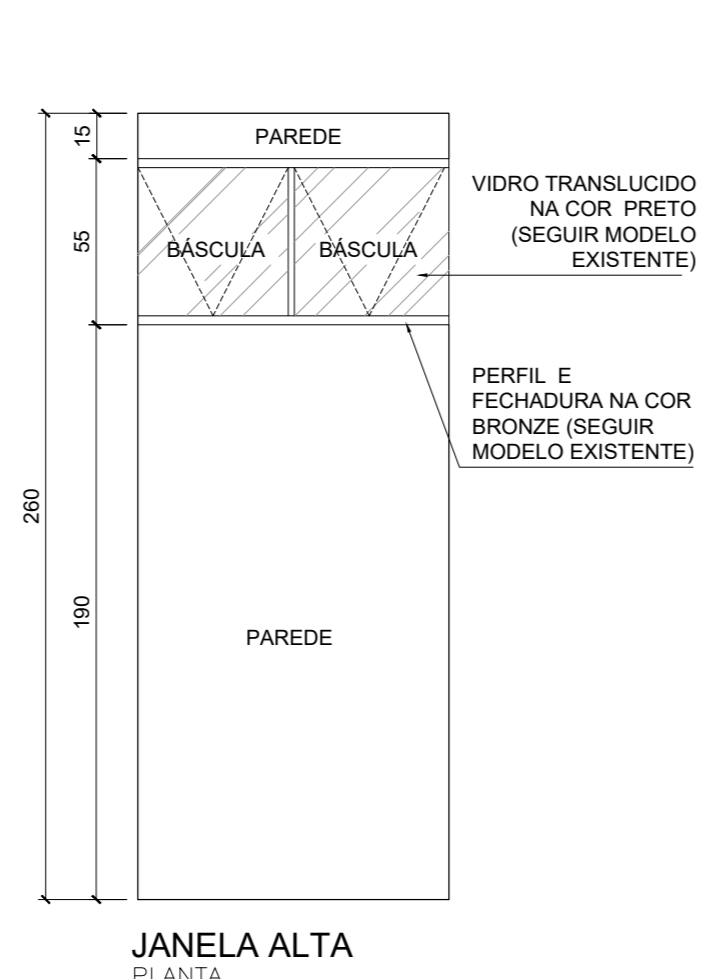 15
PAREDE
VIDRO TRANSLUCIDO
NA COR PRETO
(SEGUIR MODELO
EXISTENTE)
55
BÁSCULA BÁSCULA
PERFIL E
FECHADURA NA COR
BRONZE (SEGUIR
MODELO EXISTENTE)
260
190
PAREDE
JANELA ALTA
PLANTA